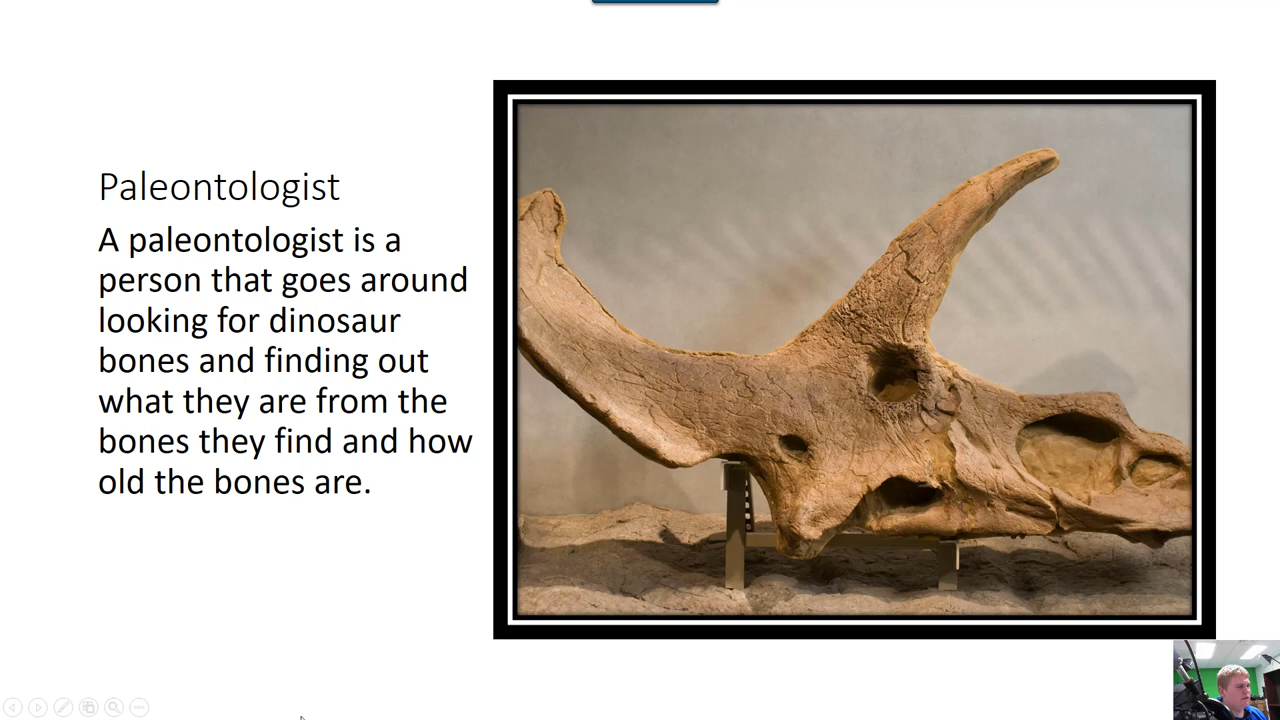 Paleontologist
A paleontologist is a
person that goes around
looking for dinosaur
bones and finding out
what they are from the
bones they find and how
old the bones are.